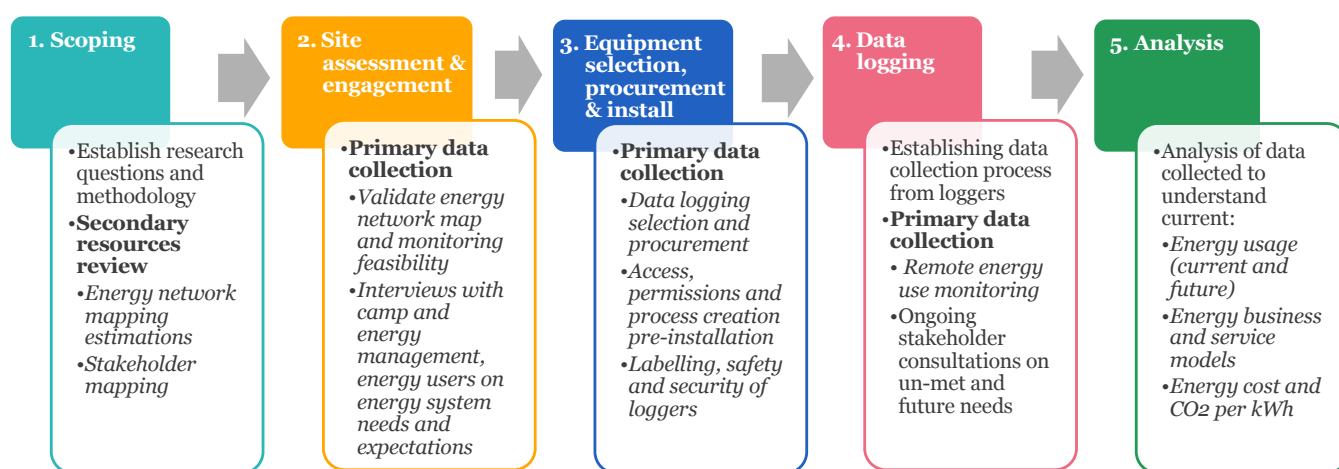 1. Scoping
•Establish research
questions and
methodology
•Secondary
resources
review
•Energy network
mapping
estimations
•Stakeholder
mapping
2. Site
assessment &
engagement
•Primary data
collection
•Validate energy
network map
and monitoring
feasibility
•Interviews with
camp and
energy
management,
energy users on
energy system
needs and
expectations
3. Equipment
selection,
procurement
& install
•Primary data
collection
•Data logging
selection and
procurement
•Access,
permissions and
process creation
pre-installation
•Labelling, safety
and security of
loggers
4. Data
logging
•Establishing data
collection process
from loggers
•Primary data
collection
• Remote energy
use monitoring
•Ongoing
stakeholder
consultations on
un-met and
future needs
5. Analysis
•Analysis of data
collected to
understand
current:
•Energy usage
(current and
future)
•Energy business
and service
models
•Energy cost and
CO2 per kWh